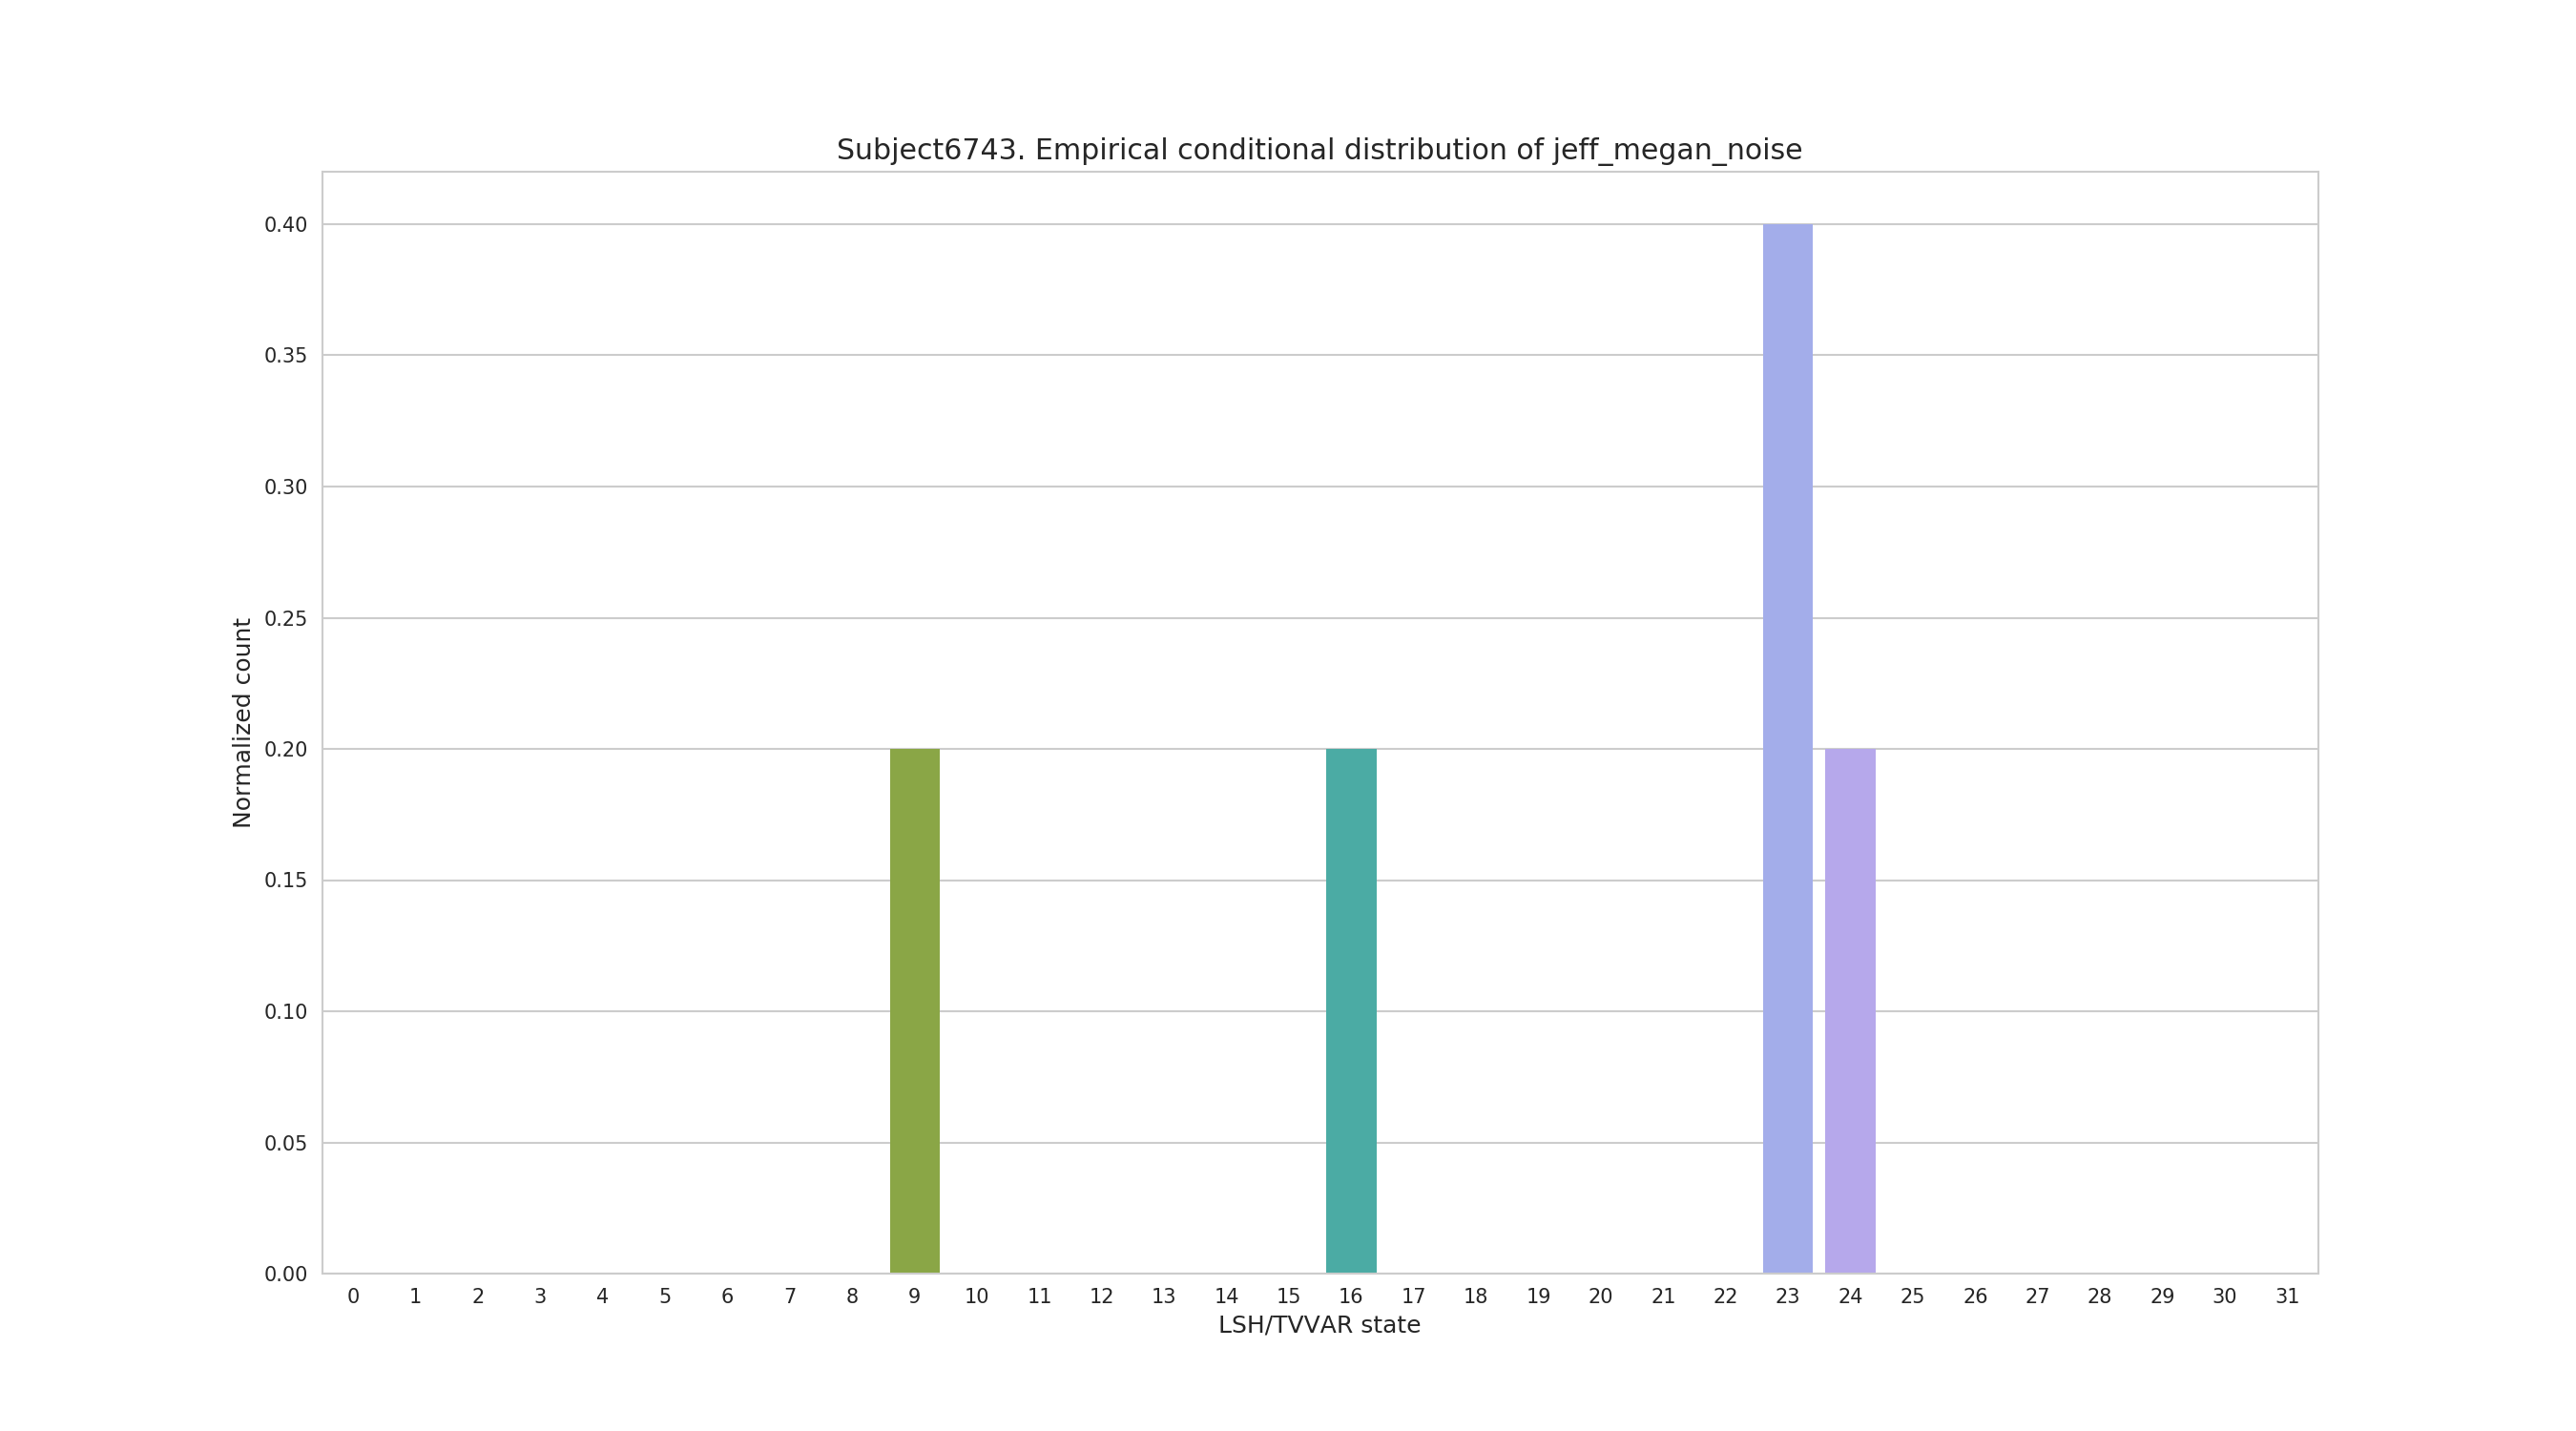 Subject6743. Empirical conditional distribution of jeff_megan_noise
0.40
0.35
0.30
0.25
0.20
0.15
0.10
0.05
0.00
Normalized count
0 1 2 3 4 5 6 7 8 9 10 11 12 13 14 15 16 17 18 19 20 21 22 23 24 25 26 27 28 29 30 31
LSH/TVVAR state